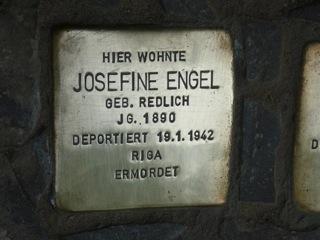 HIER WOHNTE
JOSEFINE ENGEL
GEB. REDLICH
JG. 1890
DEPORTIERT 19.1.1942
RIGA
ERMORDET
D